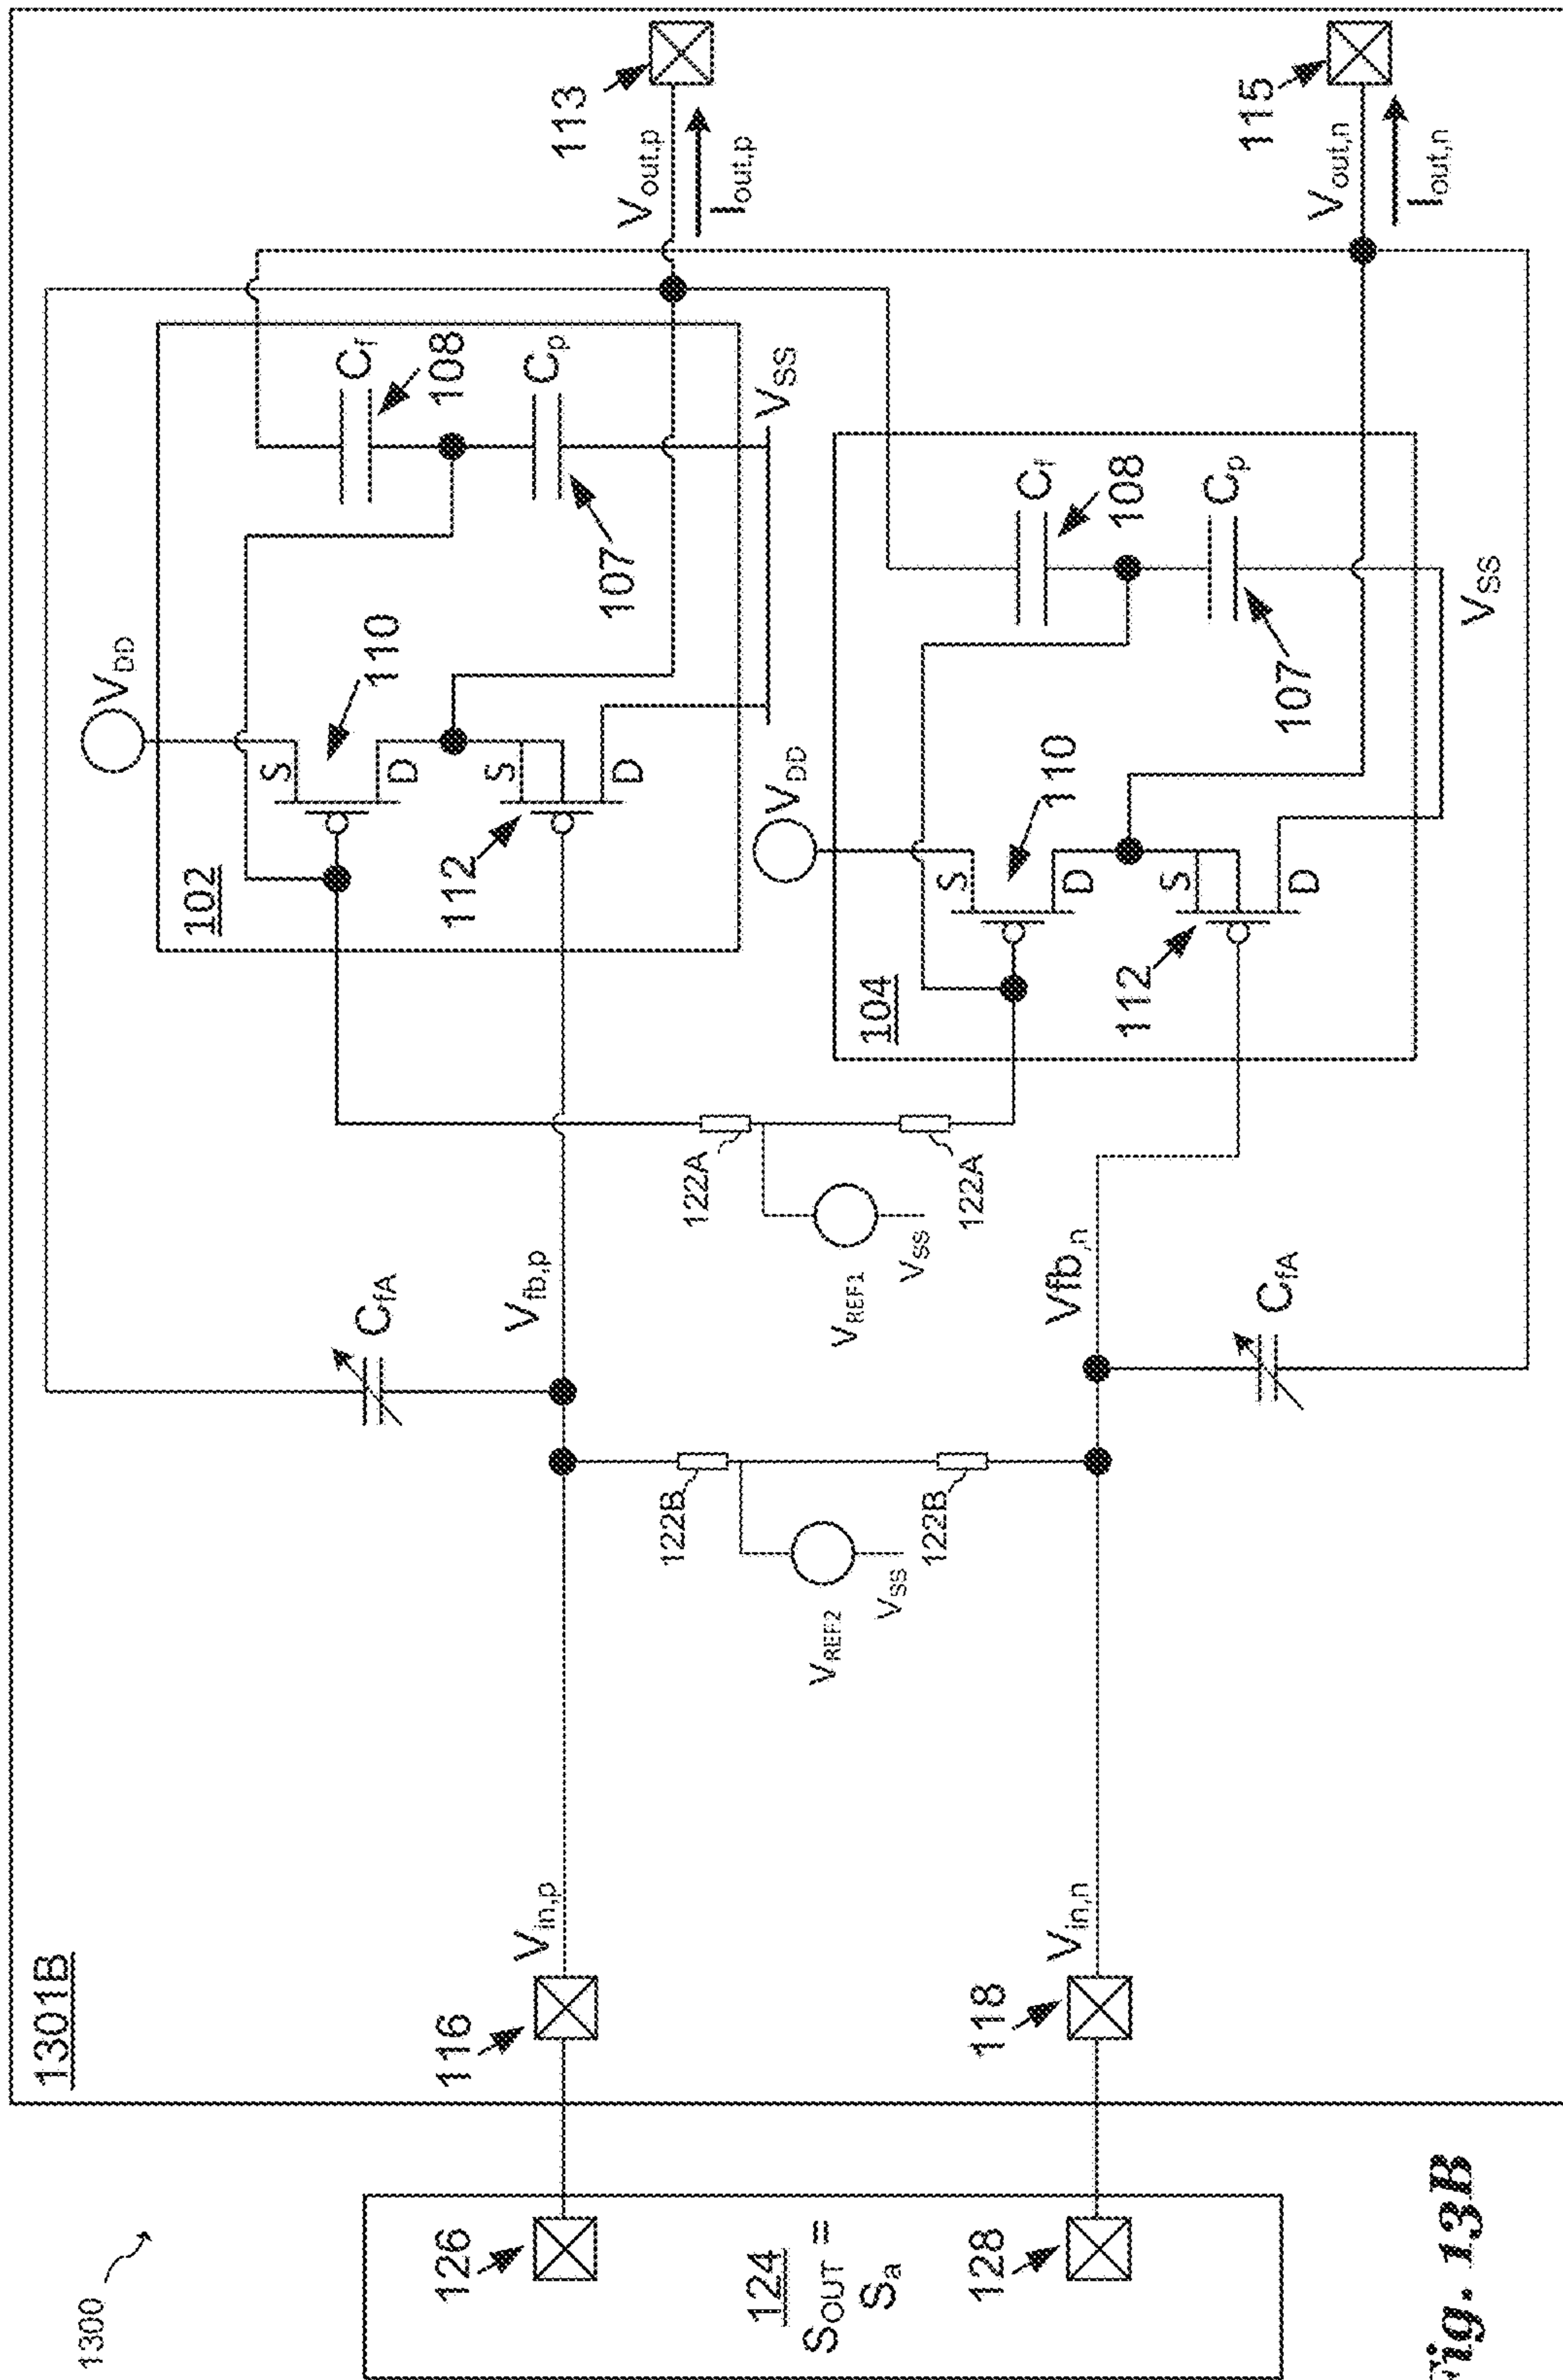 1300
1301B
126
124
S_OUT =
S_a
128
116
V_in,p
118
V_in,n
122B
V_REF2
V_SS
122B
C_fA
V_fb,p
Vfb,n
C_fA
122A
V_REF1
V_SS
122A
102
V_DD
S
110
D
112
S
D
C_f
108
C_p
107
V_SS
104
V_DD
S
110
D
112
S
D
C_f
108
C_p
107
V_SS
113
V_out,p
I_out,p
115
V_out,n
I_out,n
Fig. 13B